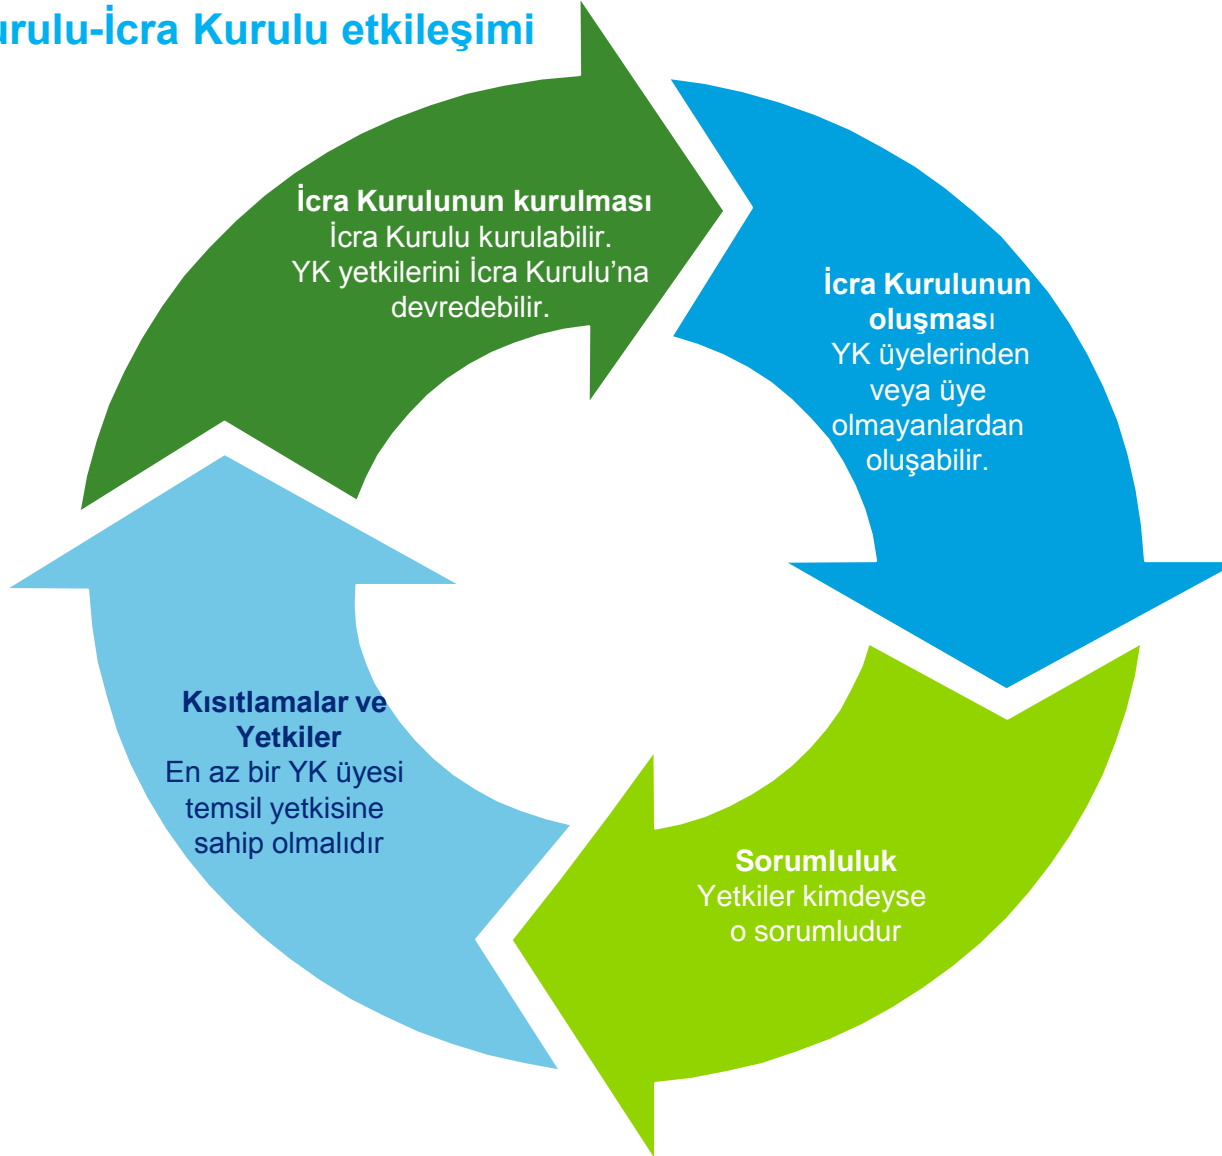 urulu-İcra Kurulu etkileşimi
İcra Kurulunun kurulması
İcra Kurulu kurulabilir.
YK yetkilerini İcra Kurulu’na
devredebilir.
İcra Kurulunun
oluşması
YK üyelerinden
veya üye
olmayanlardan
oluşabilir.
Sorumluluk
Yetkiler kimdeyse
o sorumludur
Kısıtlamalar ve
Yetkiler
En az bir YK üyesi
temsil yetkisine
sahip olmalıdır